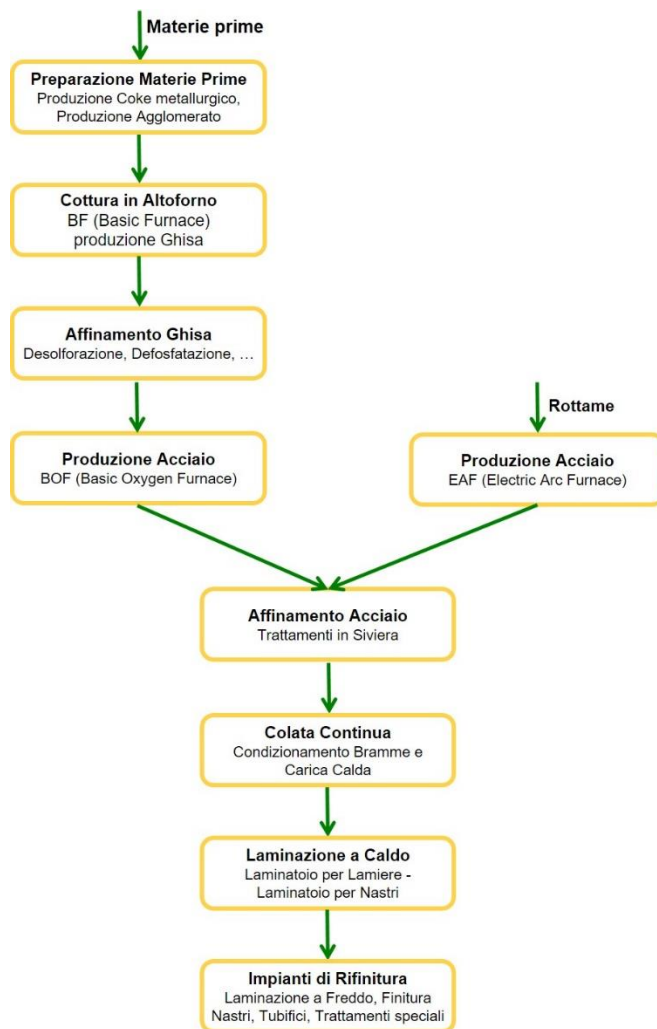 Materie prime
Preparazione Materie Prime
Produzione Coke metallurgico,
Produzione Agglomerato
Cottura in Altoforno
BF (Basic Furnace)
produzione Ghisa
Affinamento Ghisa
Desolforazione, Defosfatazione, …
Rottame
Produzione Acciaio
BOF (Basic Oxygen Furnace)
Produzione Acciaio
EAF (Electric Arc Furnace)
Affinamento Acciaio
Trattamenti in Siviera
Colata Continua
Condizionamento Bramme e
Carica Calda
Laminazione a Caldo
Laminatoio per Lamiere -
Laminatoio per Nastri
Impianti di Rifinitura
Laminazione a Freddo, Finitura
Nastri, Tubifici, Trattamenti speciali